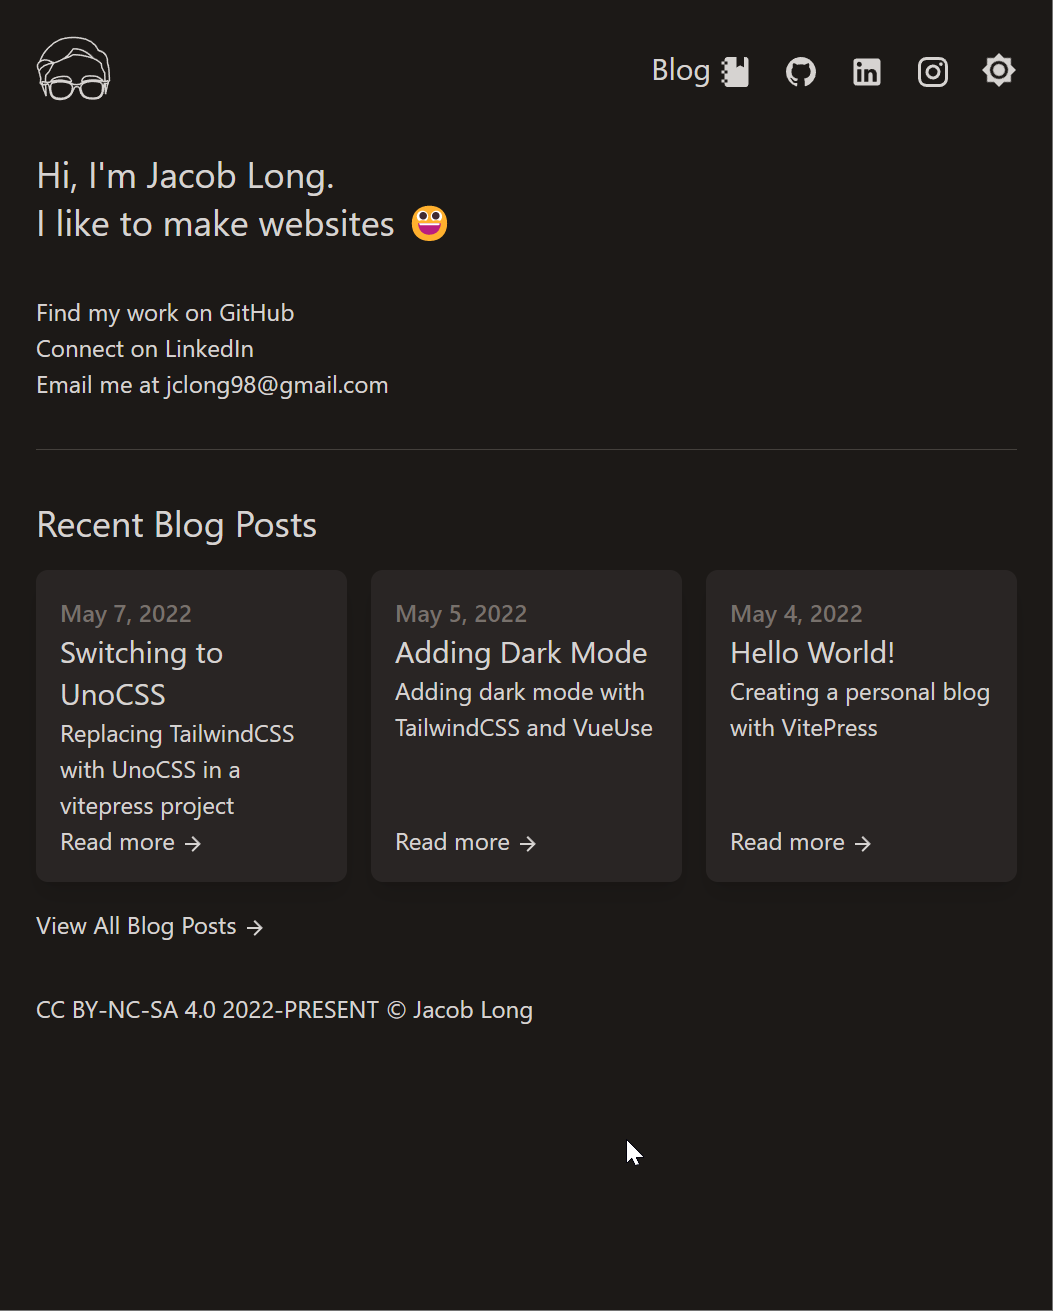 Blog
Hi, I'm Jacob Long.
I like to make websites 😀
Find my work on GitHub
Connect on LinkedIn
Email me at jclong98@gmail.com
Recent Blog Posts
May 7, 2022
Switching to
UnoCSS
Replacing TailwindCSS
with UnoCSS in a
vitepress project
Read more →
May 5, 2022
Adding Dark Mode
Adding dark mode with
TailwindCSS and VueUse
Read more →
May 4, 2022
Hello World!
Creating a personal blog
with VitePress
Read more →
View All Blog Posts →
CC BY-NC-SA 4.0 2022-PRESENT © Jacob Long